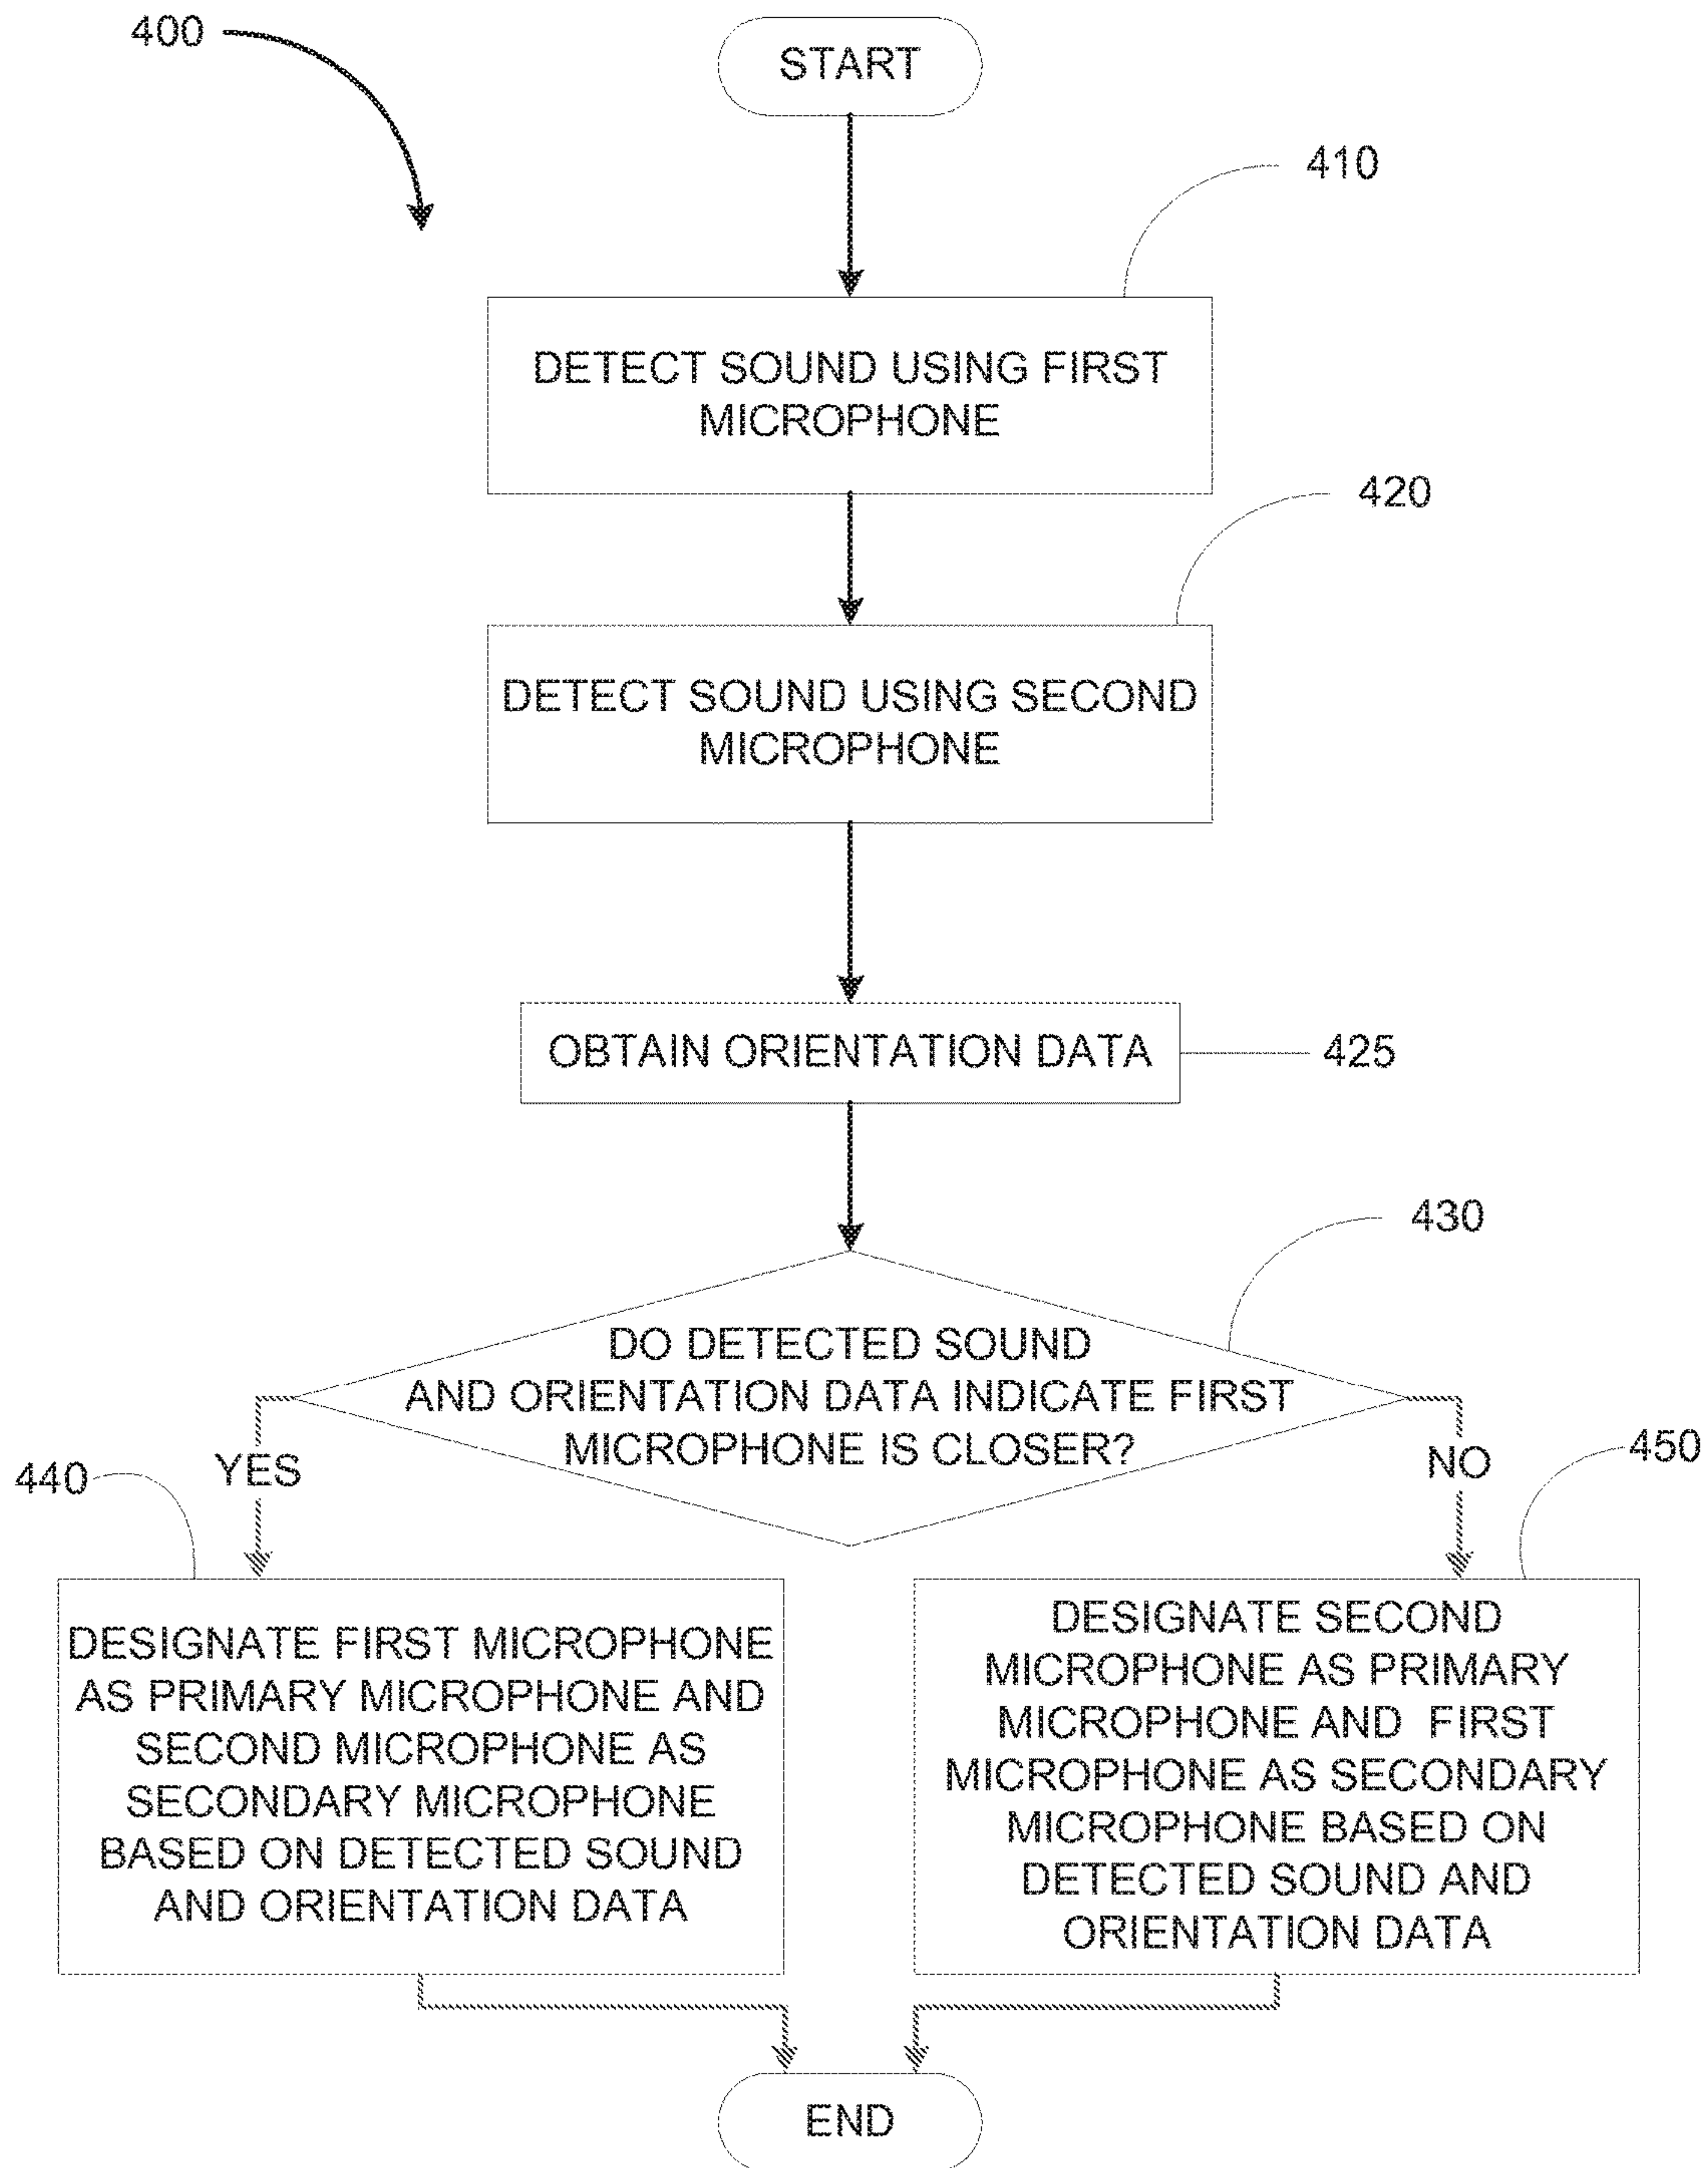 400
START
410
DETECT SOUND USING FIRST
MICROPHONE
420
DETECT SOUND USING SECOND
MICROPHONE
OBTAIN ORIENTATION DATA
425
430
DO DETECTED SOUND
AND ORIENTATION DATA INDICATE FIRST
MICROPHONE IS CLOSER?
YES
NO
440
450
DESIGNATE FIRST MICROPHONE
AS PRIMARY MICROPHONE AND
SECOND MICROPHONE AS
SECONDARY MICROPHONE
BASED ON DETECTED SOUND
AND ORIENTATION DATA
DESIGNATE SECOND
MICROPHONE AS PRIMARY
MICROPHONE AND FIRST
MICROPHONE AS SECONDARY
MICROPHONE BASED ON
DETECTED SOUND AND
ORIENTATION DATA
END